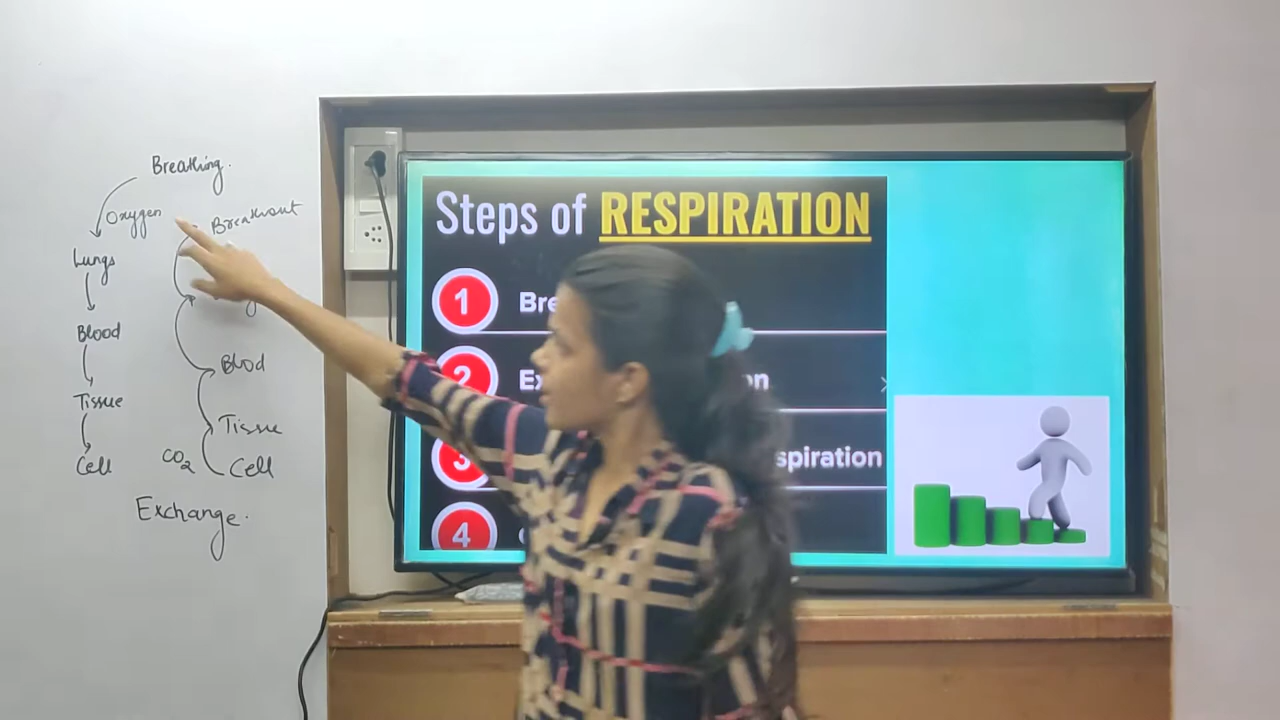 Breathing.
Oxygen
Breathout
Lungs
Blood
Blood
Tissue
Tissue
Cell
CO2
Cell
Exchange.
Steps of RESPIRATION
1
2
3
spiration
4